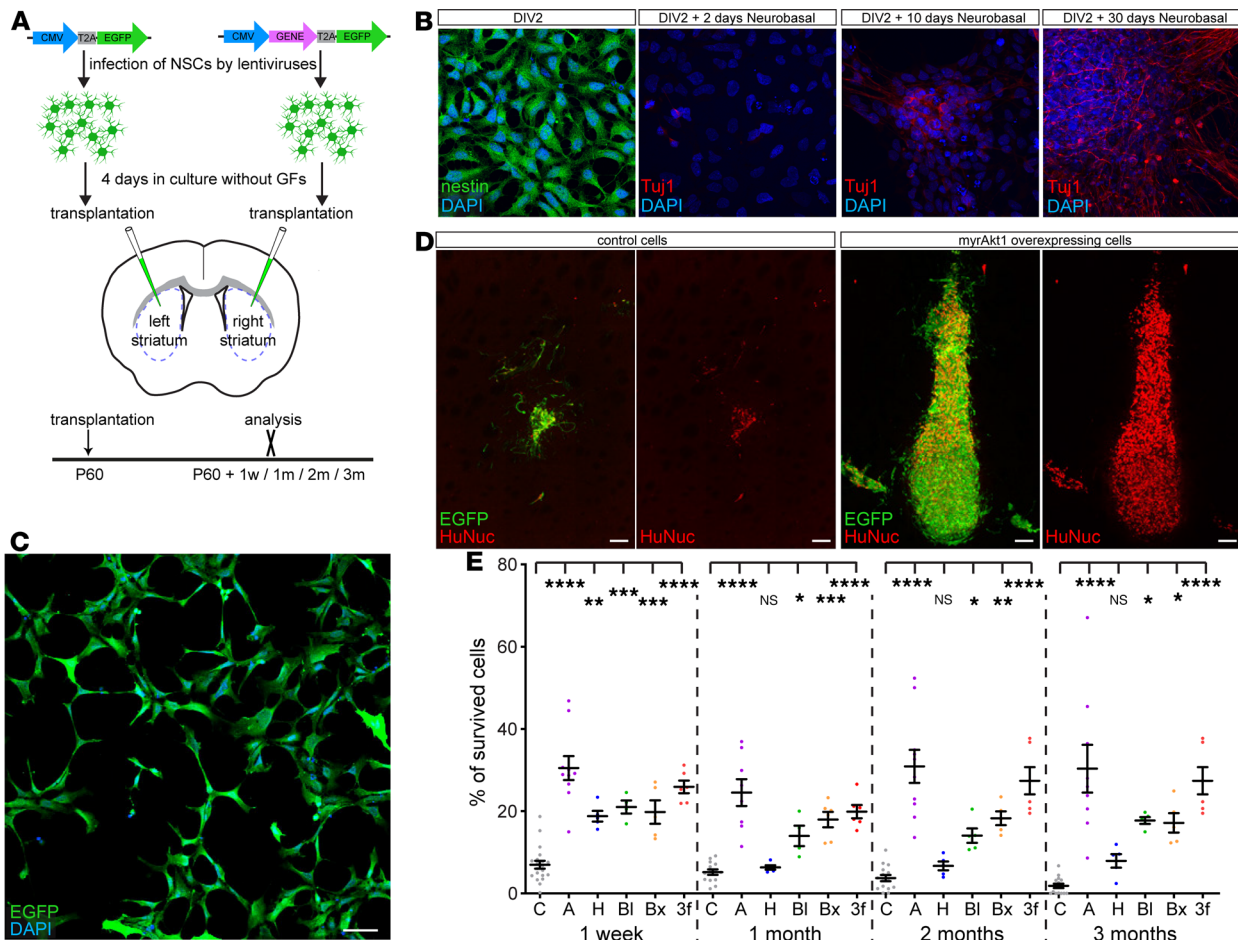 A
CMV T2A EGFP
CMV GENE T2A EGFP
infection of NSCs by lentiviruses
4 days in culture without GFs
transplantation
transplantation
left
striatum
right
striatum
transplantation
analysis
P60
P60 + 1w / 1m / 2m / 3m
B
DIV2
DIV2 + 2 days Neurobasal
DIV2 + 10 days Neurobasal
DIV2 + 30 days Neurobasal
nestin
DAPI
Tuj1
DAPI
Tuj1
DAPI
Tuj1
DAPI
C
EGFP
DAPI
D
control cells
myrAkt1 overexpressing cells
EGFP
HuNuc
HuNuc
EGFP
HuNuc
HuNuc
E
% of survived cells
80
60
40
20
0
**** ** *** *** ****
**** NS * *** ****
**** NS * ** ****
**** NS * * ****
C A H Bl Bx 3f
C A H Bl Bx 3f
C A H Bl Bx 3f
C A H Bl Bx 3f
1 week
1 month
2 months
3 months